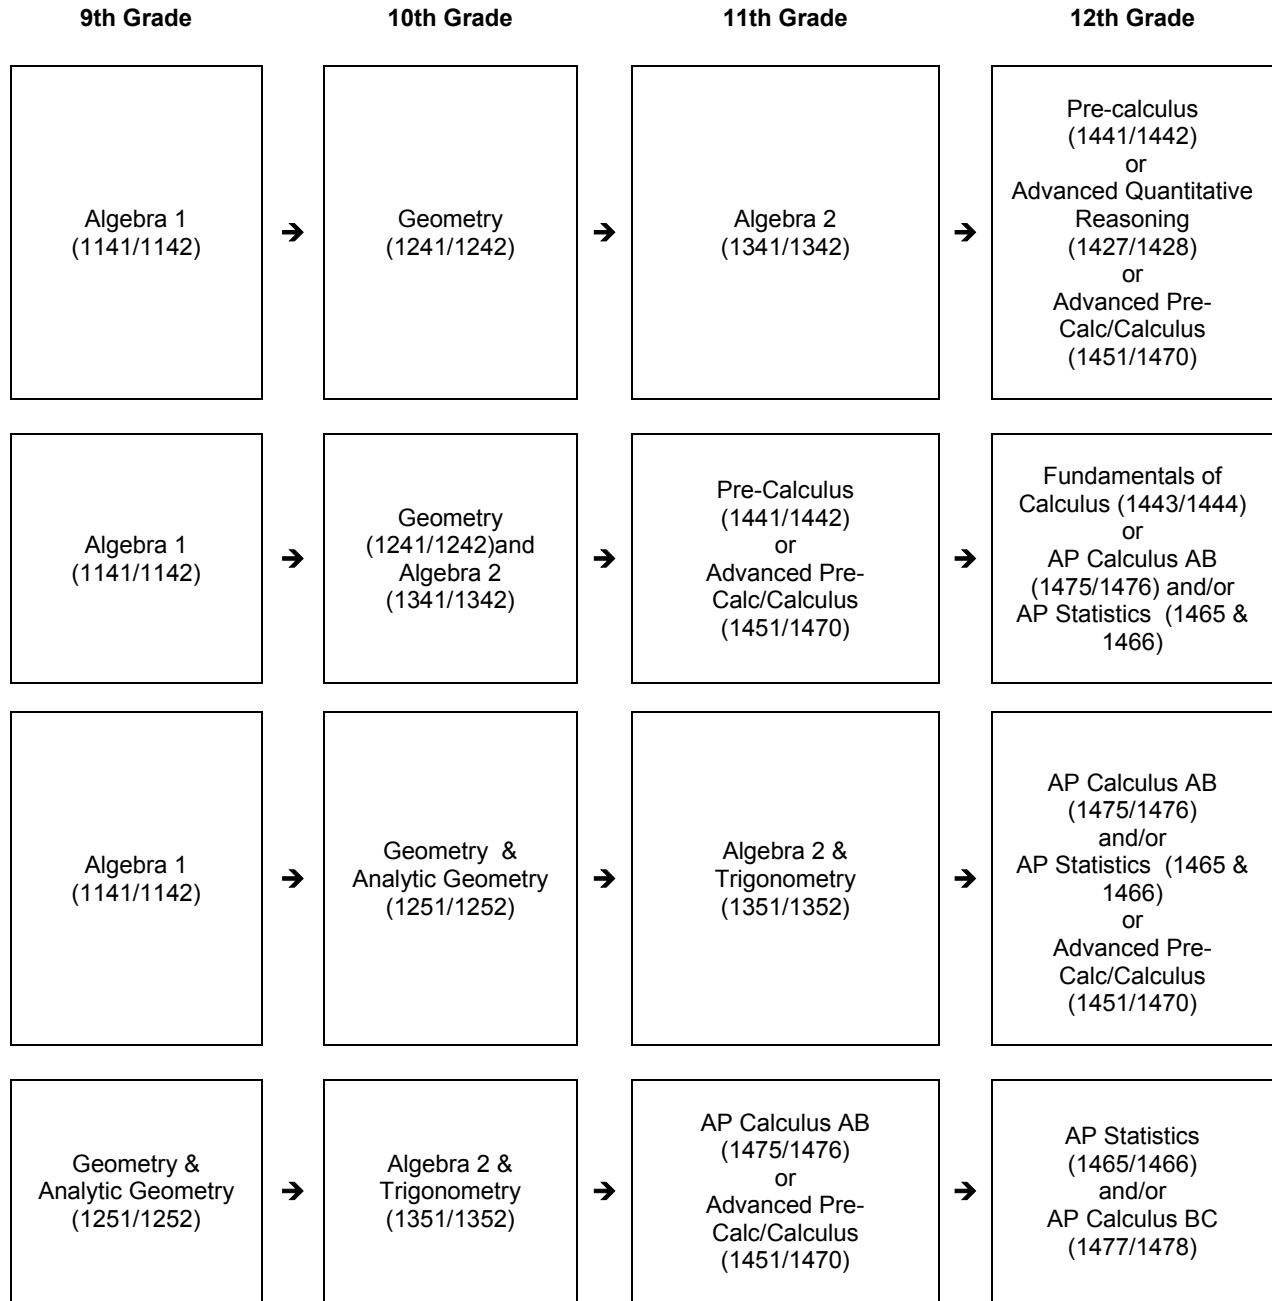 9th Grade
10th Grade
11th Grade
12th Grade
Algebra 1
(1141/1142)
➔
Geometry
(1241/1242)
➔
Algebra 2
(1341/1342)
➔
Pre-calculus
(1441/1442)
or
Advanced Quantitative
Reasoning
(1427/1428)
or
Advanced Pre-
Calc/Calculus
(1451/1470)
Algebra 1
(1141/1142)
➔
Geometry
(1241/1242)and
Algebra 2
(1341/1342)
➔
Pre-Calculus
(1441/1442)
or
Advanced Pre-
Calc/Calculus
(1451/1470)
➔
Fundamentals of
Calculus (1443/1444)
or
AP Calculus AB
(1475/1476) and/or
AP Statistics (1465 &
1466)
Algebra 1
(1141/1142)
➔
Geometry &
Analytic Geometry
(1251/1252)
➔
Algebra 2 &
Trigonometry
(1351/1352)
➔
AP Calculus AB
(1475/1476)
and/or
AP Statistics (1465 &
1466)
or
Advanced Pre-
Calc/Calculus
(1451/1470)
Geometry &
Analytic Geometry
(1251/1252)
➔
Algebra 2 &
Trigonometry
(1351/1352)
➔
AP Calculus AB
(1475/1476)
or
Advanced Pre-
Calc/Calculus
(1451/1470)
➔
AP Statistics
(1465/1466)
and/or
AP Calculus BC
(1477/1478)